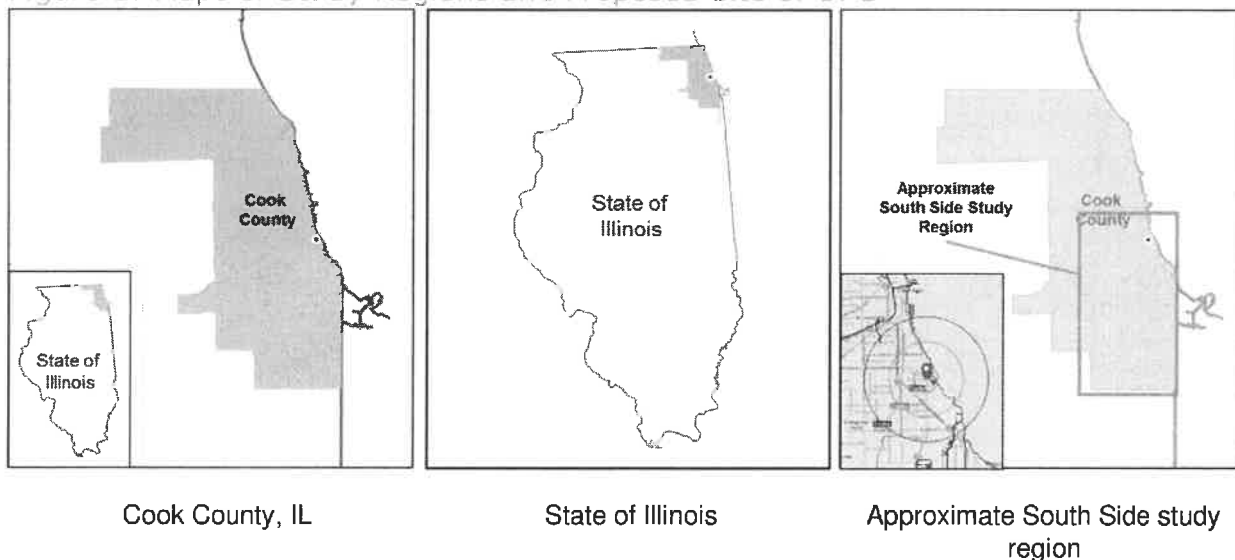 Cook
County
State of
Illinois
State of
Illinois
Approximate
South Side Study
Region
Cook
County
Cook County, IL
State of Illinois
Approximate South Side study
region